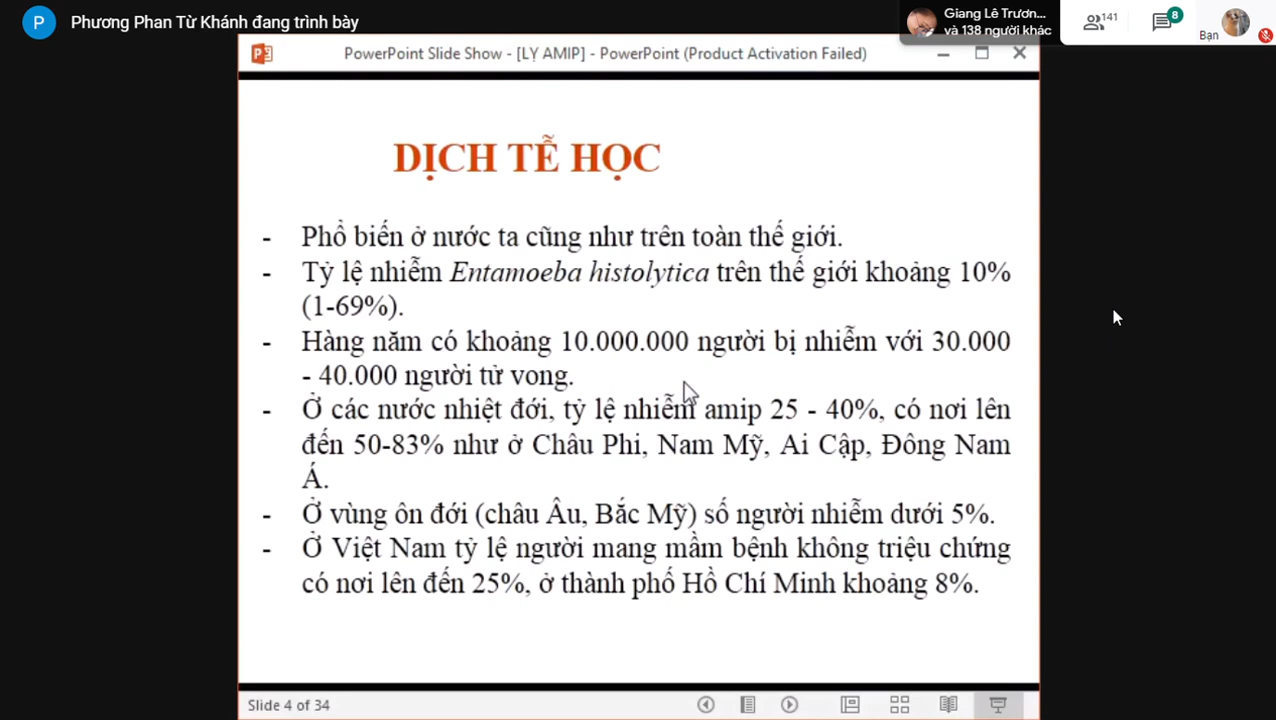 P Phương Phan Từ Khánh đang trình bày
Giang Lê Trươn...
và 138 người khác
141
8
Bạn
PowerPoint Slide Show - [LỴ AMIP] - PowerPoint (Product Activation Failed)
DỊCH TỄ HỌC
- Phổ biến ở nước ta cũng như trên toàn thế giới.
- Tỷ lệ nhiễm Entamoeba histolytica trên thế giới khoảng 10%
(1-69%).
- Hàng năm có khoảng 10.000.000 người bị nhiễm với 30.000
- 40.000 người tử vong.
- Ở các nước nhiệt đới, tỷ lệ nhiễm amip 25 - 40%, có nơi lên
đến 50-83% như ở Châu Phi, Nam Mỹ, Ai Cập, Đông Nam
Á.
- Ở vùng ôn đới (châu Âu, Bắc Mỹ) số người nhiễm dưới 5%.
- Ở Việt Nam tỷ lệ người mang mầm bệnh không triệu chứng
có nơi lên đến 25%, ở thành phố Hồ Chí Minh khoảng 8%.
Slide 4 of 34